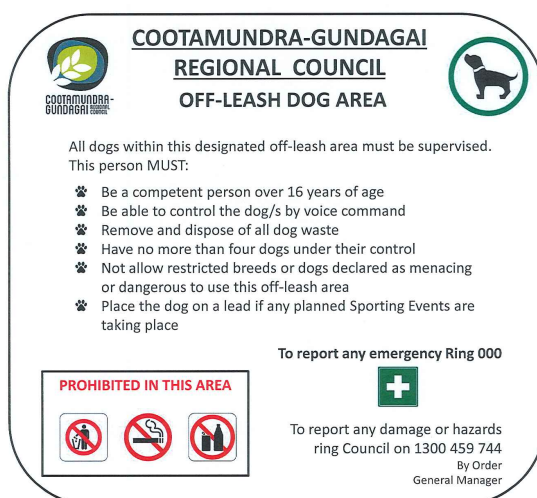 COOTAMUNDRA-GUNDAGAI
REGIONAL COUNCIL
OFF-LEASH DOG AREA
COOTAMUNDRA-
GUNDAGAI REGIONAL
COUNCIL
All dogs within this designated off-leash area must be supervised.
This person MUST:
Be a competent person over 16 years of age
Be able to control the dog/s by voice command
Remove and dispose of all dog waste
Have no more than four dogs under their control
Not allow restricted breeds or dogs declared as menacing
or dangerous to use this off-leash area
Place the dog on a lead if any planned Sporting Events are
taking place
To report any emergency Ring 000
PROHIBITED IN THIS AREA
To report any damage or hazards
ring Council on 1300 459 744
By Order
General Manager